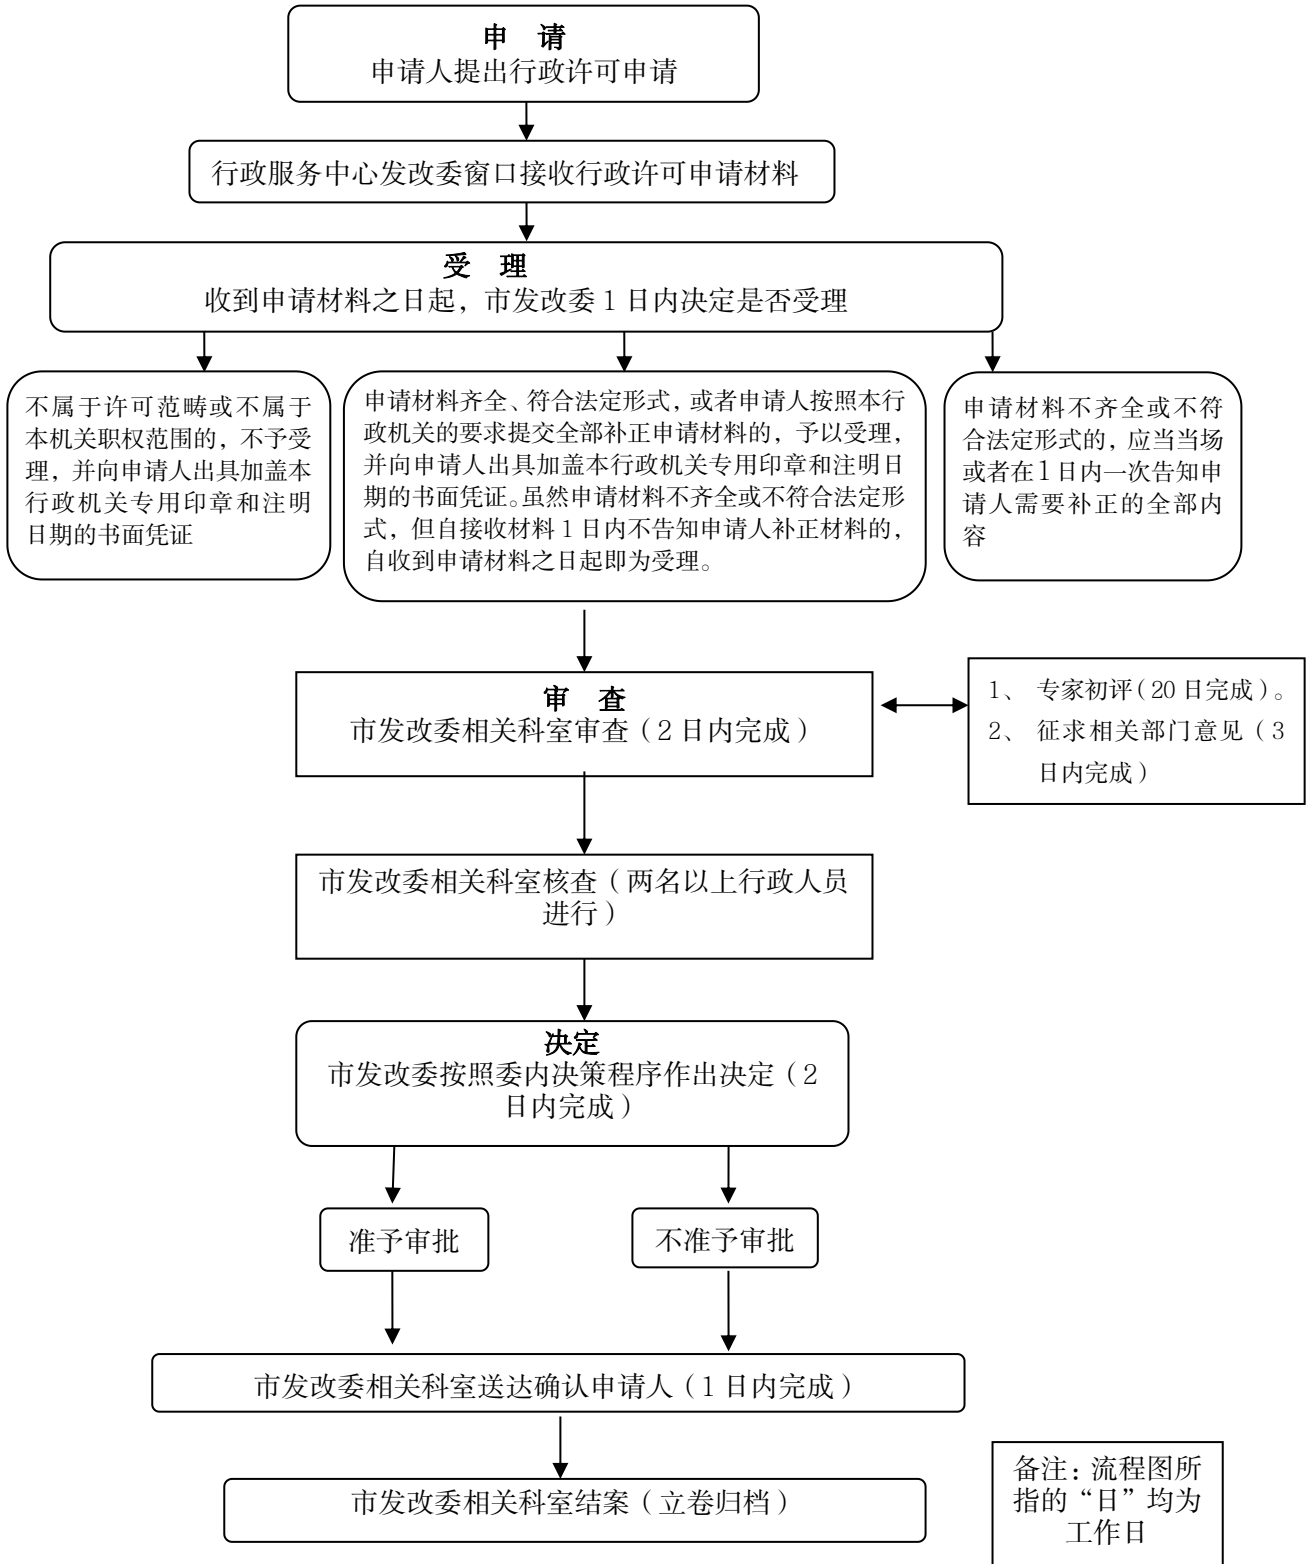 申 请
申请人提出行政许可申请
行政服务中心发改委窗口接收行政许可申请材料
受 理
收到申请材料之日起，市发改委 1 日内决定是否受理
不属于许可范畴或不属于
本机关职权范围的，不予受
理，并向申请人出具加盖本
行政机关专用印章和注明
日期的书面凭证
申请材料齐全、符合法定形式，或者申请人按照本行
政机关的要求提交全部补正申请材料的，予以受理，
并向申请人出具加盖本行政机关专用印章和注明日
期的书面凭证。虽然申请材料不齐全或不符合法定形
式，但自接收材料 1 日内不告知申请人补正材料的，
自收到申请材料之日起即为受理。
申请材料不齐全或不符
合法定形式的，应当当场
或者在 1 日内一次告知申
请人需要补正的全部内
容
审 查
市发改委相关科室审查（2 日内完成）
1、 专家初评（20 日完成）。
2、 征求相关部门意见（3
日内完成）
市发改委相关科室核查（两名以上行政人员
进行）
决定
市发改委按照委内决策程序作出决定（2
日内完成）
准予审批
不准予审批
市发改委相关科室送达确认申请人（1 日内完成）
市发改委相关科室结案（立卷归档）
备注：流程图所
指的“日”均为
工作日